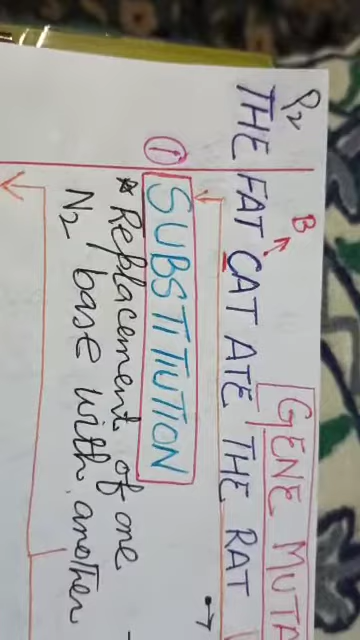 GENE MUTA
P2
B
THE FAT CAT ATE THE RAT
① SUBSTITUTION
* Replacement of one
N2 base with another